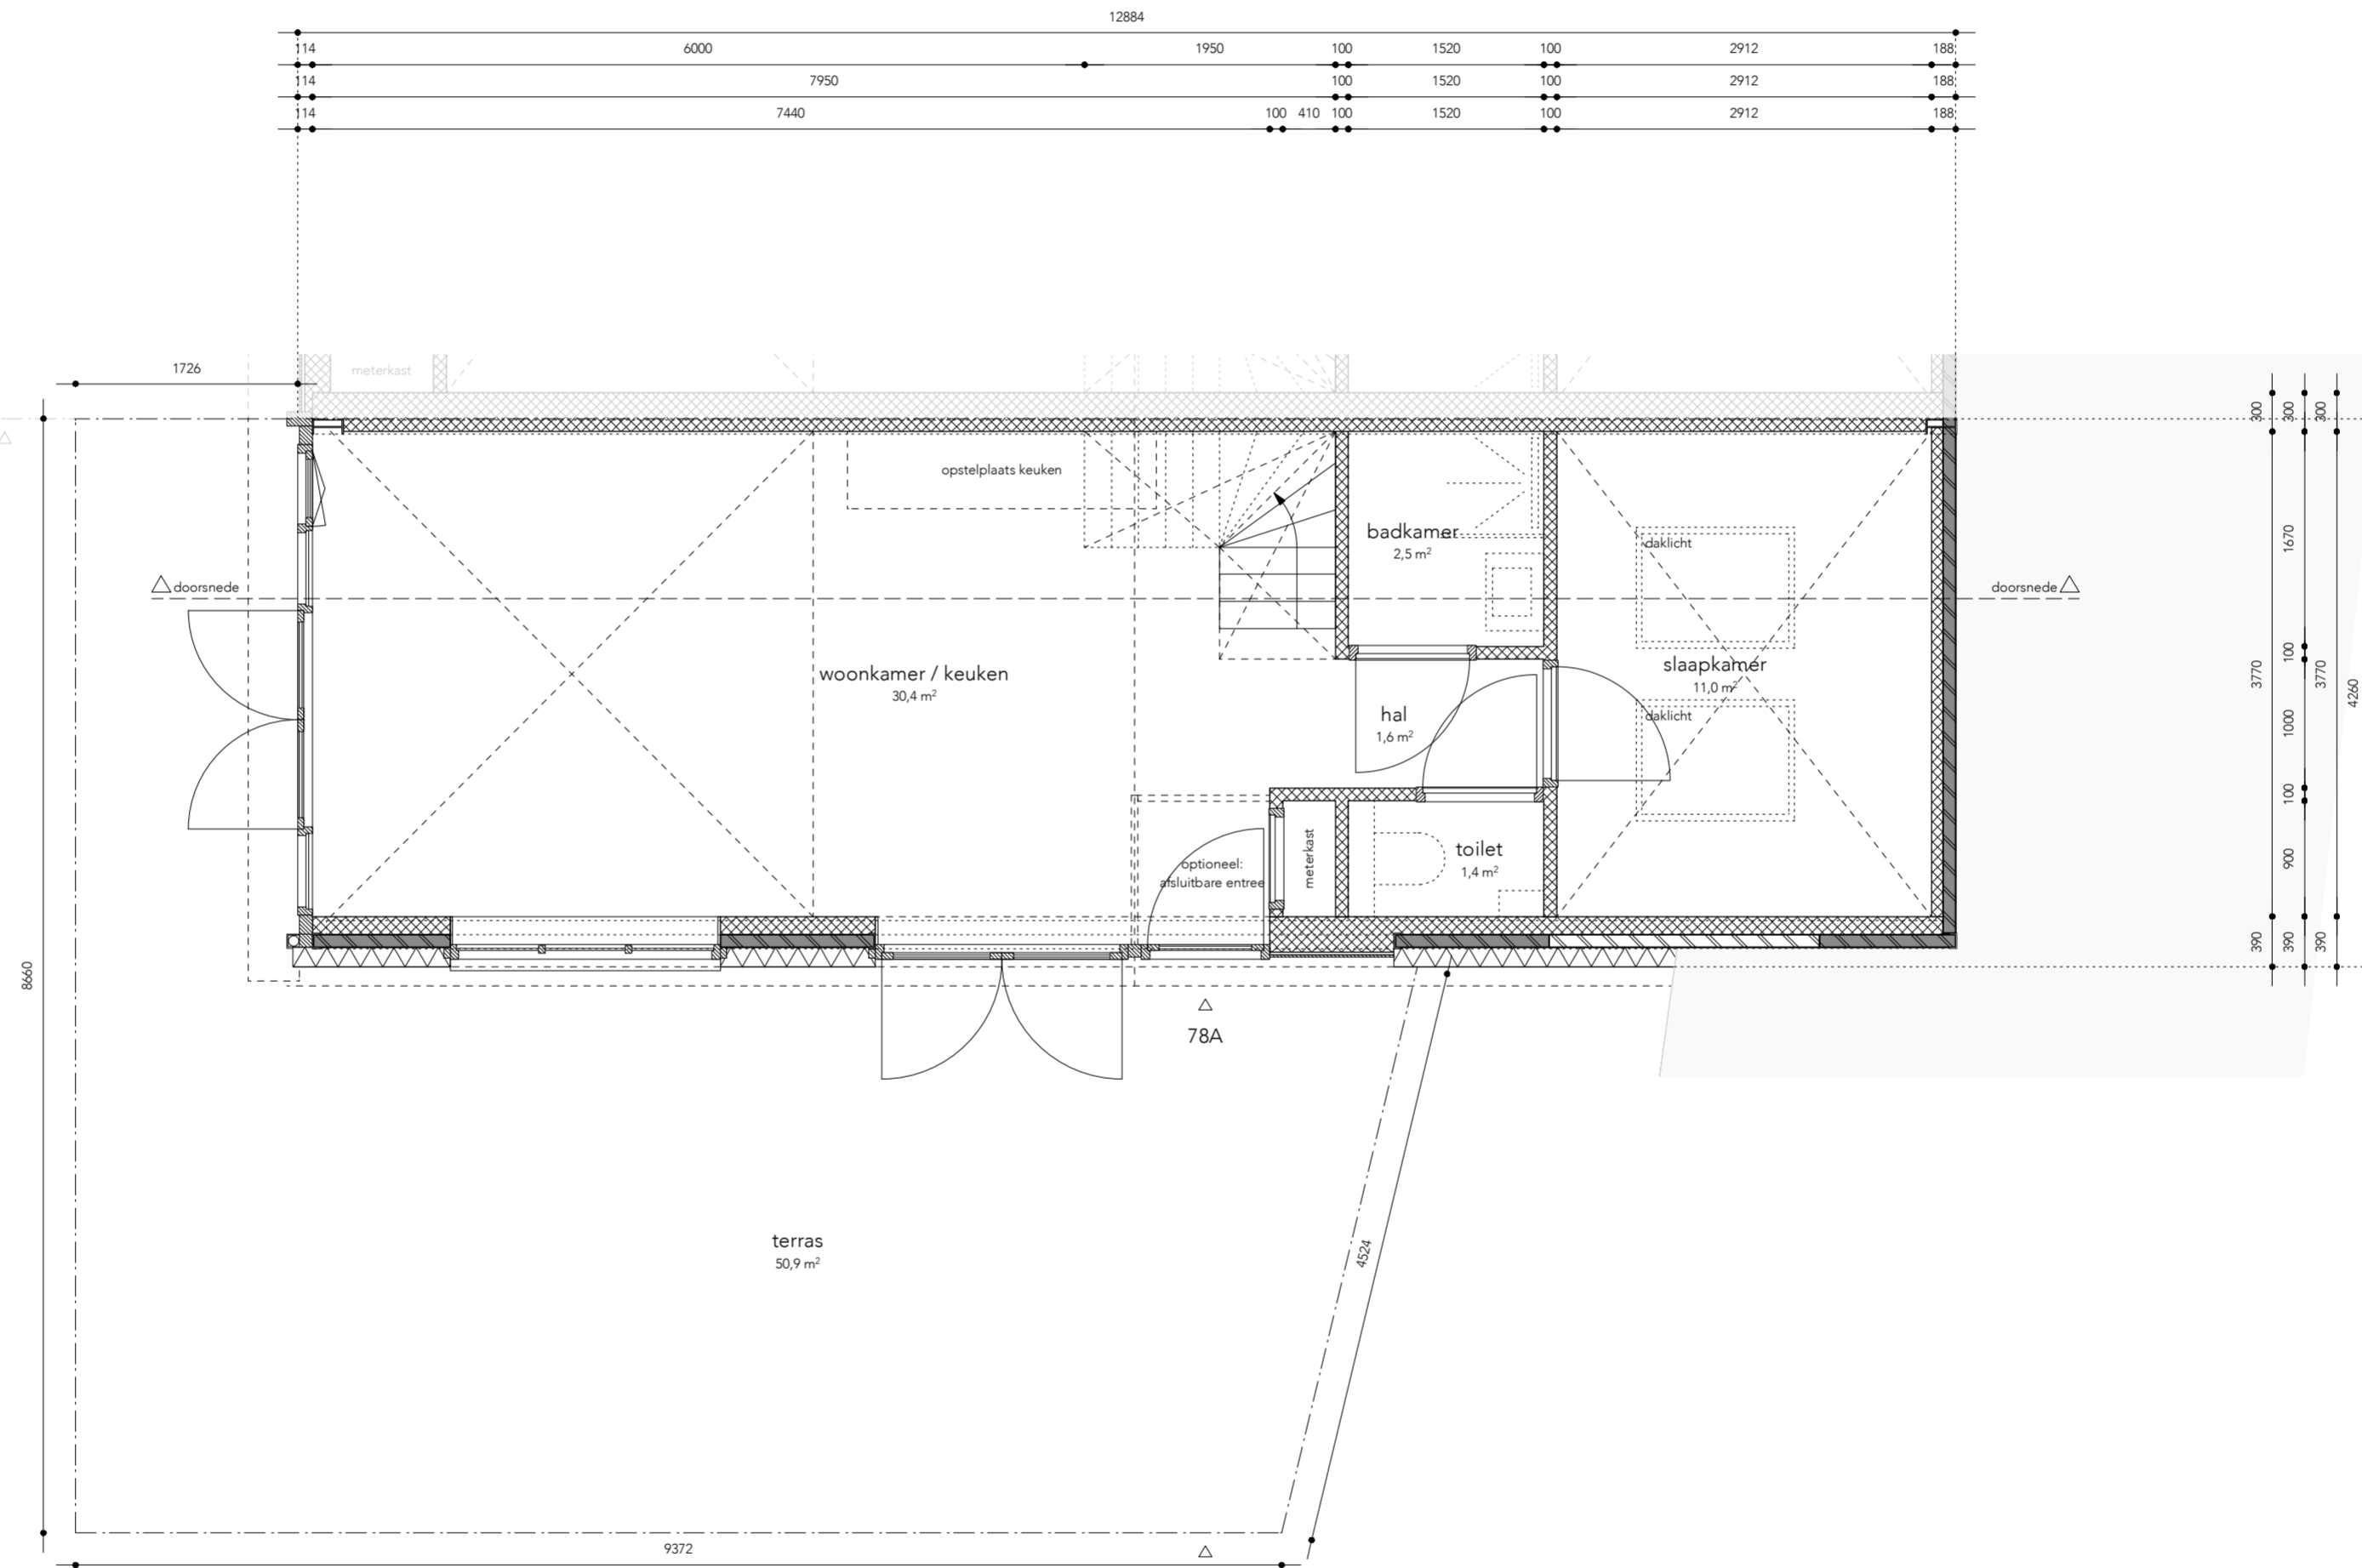 12884
114 6000 1950 100 1520 100 2912 188
114 7950 100 1520 100 2912 188
114 7440 100 410 100 1520 100 2912 188
1726
meterkast
300 300 300
opstelplaats keuken
badkamer
2,5 m²
daklicht
1670
doorsnede
doorsnede
woonkamer / keuken
30,4 m²
slaapkamer
11,0 m²
100
3770 3770
4260
hal
1,6 m²
daklicht
1000
100
optioneel:
afsluitbare entree
meterkast
toilet
1,4 m²
900
390 390 390
8660
78A
terras
50,9 m²
4524
9372